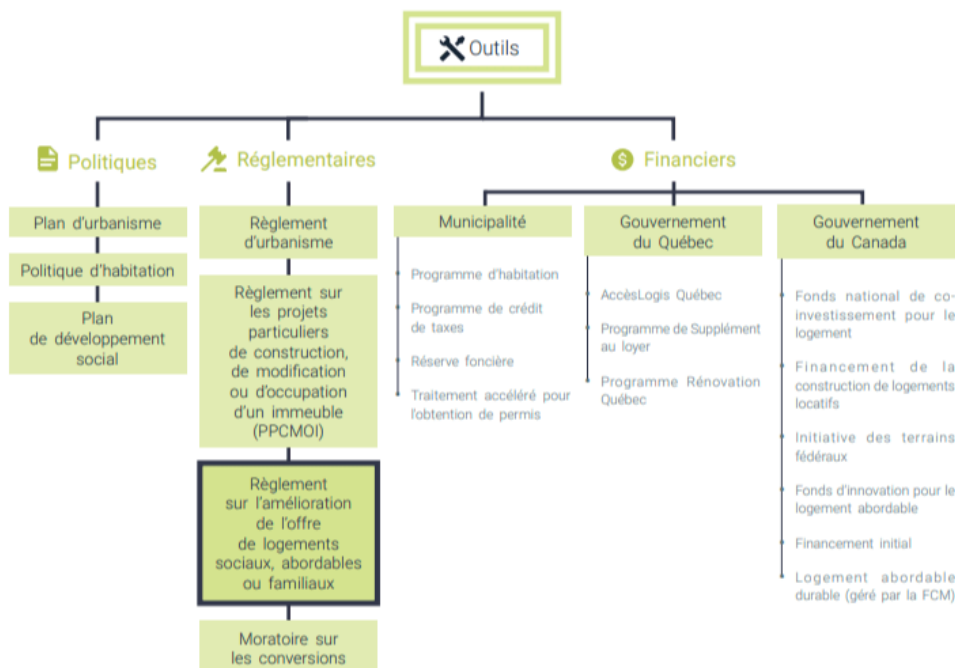 Outils
Politiques
Plan d'urbanisme
Politique d'habitation
Plan
de développement
social
Réglementaires
Règlement
d'urbanisme
Règlement sur
les projets
particuliers
de construction,
de modification
ou d'occupation
d'un immeuble
(PPCMOI)
Règlement
sur l'amélioration
de l'offre
de logements
sociaux, abordables
ou familiaux
Moratoire sur
les conversions
Financiers
Municipalité
Programme d'habitation
Programme de crédit
de taxes
Réserve foncière
Traitement accéléré pour
l'obtention de permis
Gouvernement
du Québec
AccèsLogis Québec
Programme de Supplément
au loyer
Programme Rénovation
Québec
Gouvernement
du Canada
Fonds national de co-
investissement pour le
logement
Financement de la
construction de logements
locatifs
Initiative des terrains
fédéraux
Fonds d'innovation pour le
logement abordable
Financement initial
Logement abordable
durable (géré par la FCM)